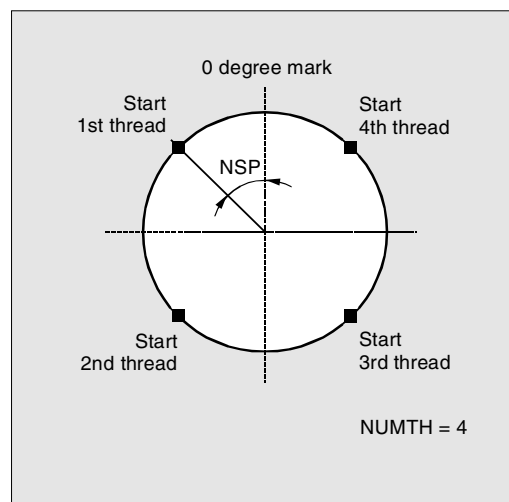 0 degree mark
Start
1st thread
Start
4th thread
NSP
Start
2nd thread
Start
3rd thread
NUMTH = 4